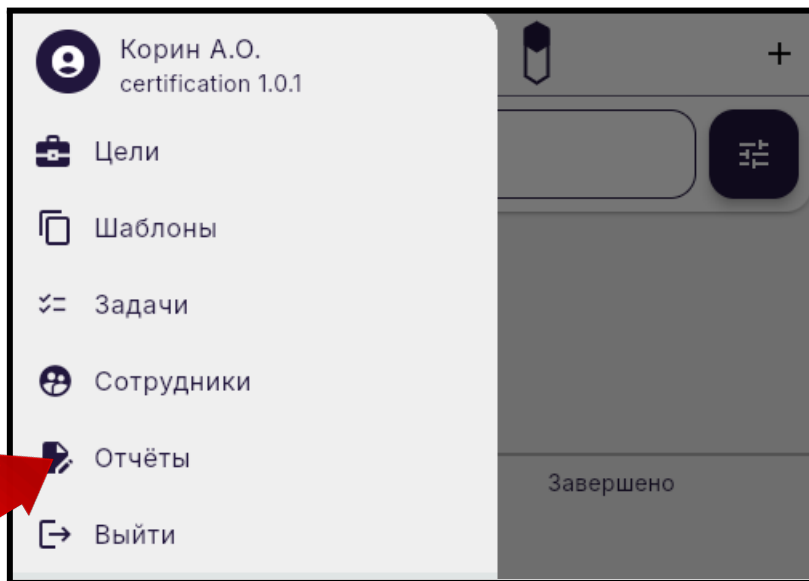 Корин А.О.
certification 1.0.1
Цели
Шаблоны
Задачи
Сотрудники
Отчёты
Завершено
Выйти